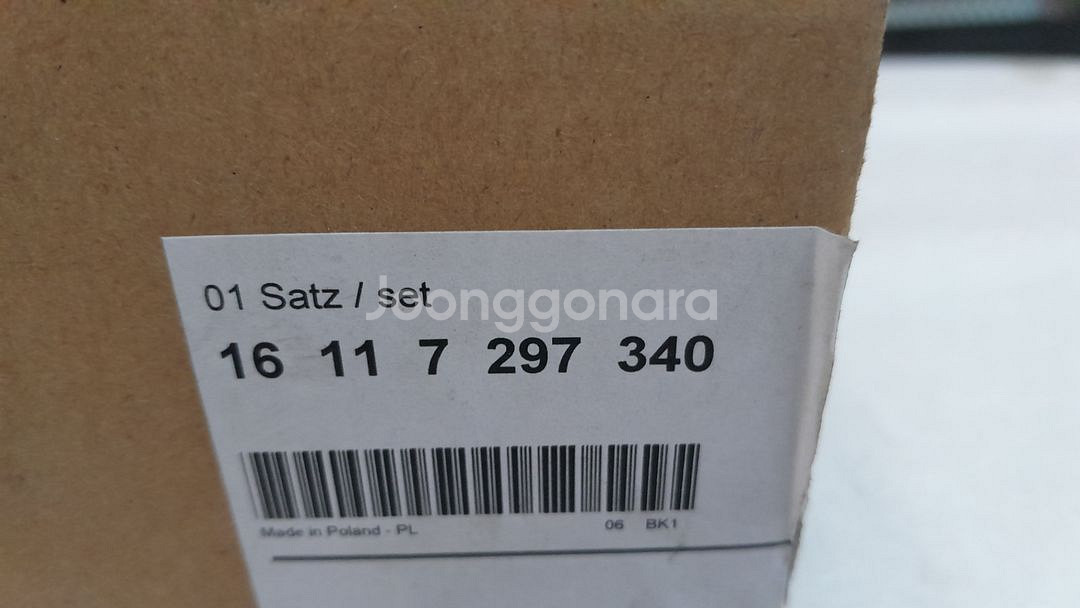 01 Satz / set
Joonggonara
16 11 7 297 340
Made in Poland - PL 06 BK1